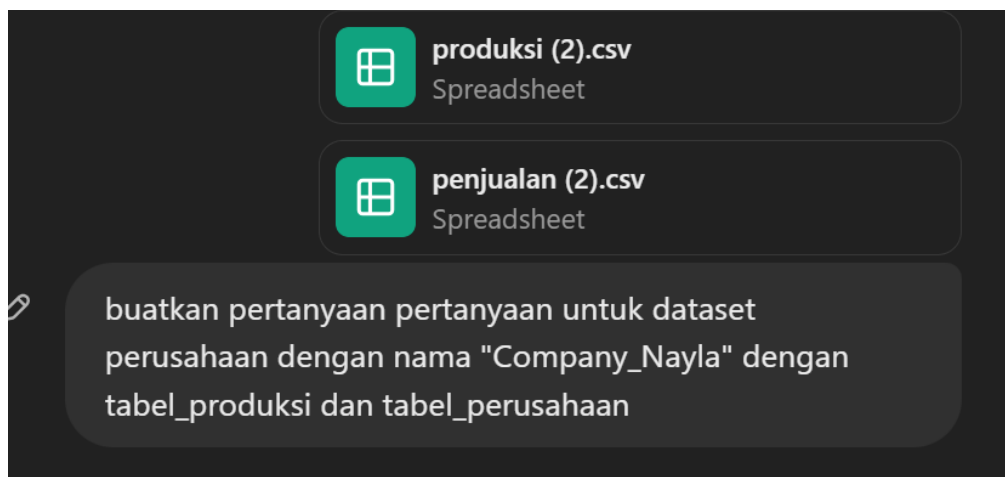 produksi (2).csv
Spreadsheet
penjualan (2).csv
Spreadsheet
buatkan pertanyaan pertanyaan untuk dataset
perusahaan dengan nama "Company_Nayla" dengan
tabel_produksi dan tabel_perusahaan